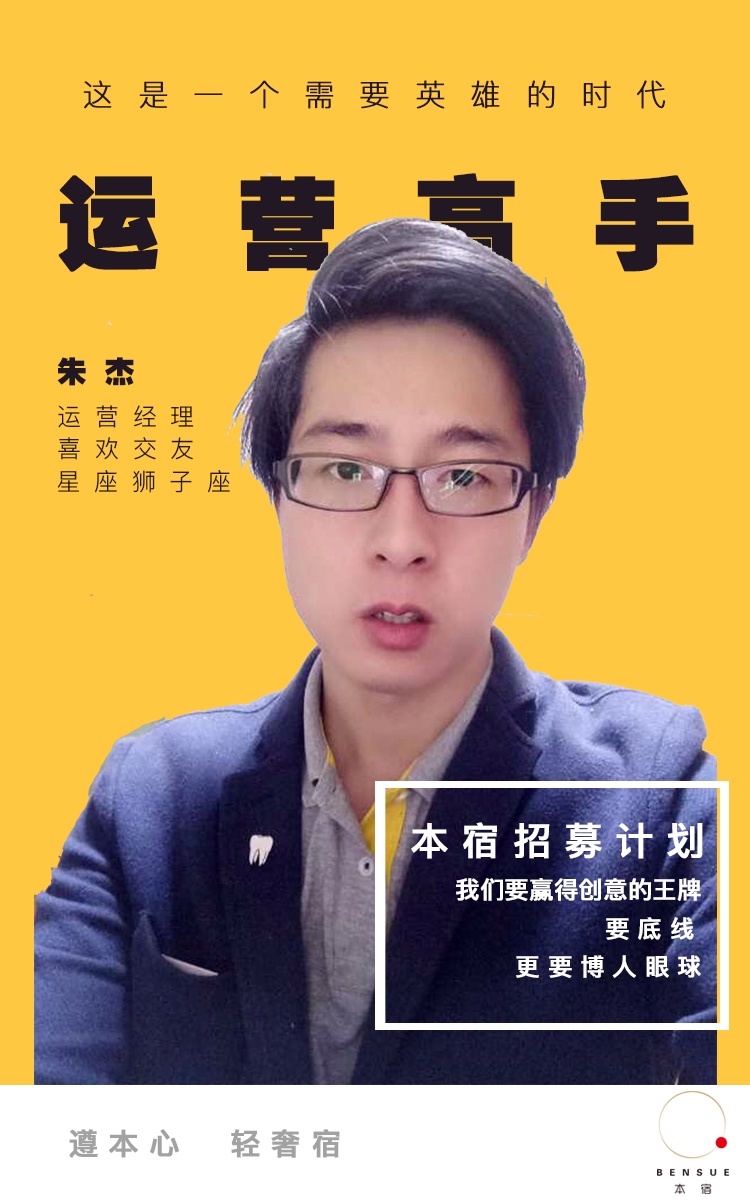 这是一个需要英雄的时代
运营高手
朱杰
运营经理
喜欢交友
星座狮子座
本宿招募计划
我们要赢得创意的王牌
要底线
更要博人眼球
遵本心 轻奢宿
BENSUE
本宿